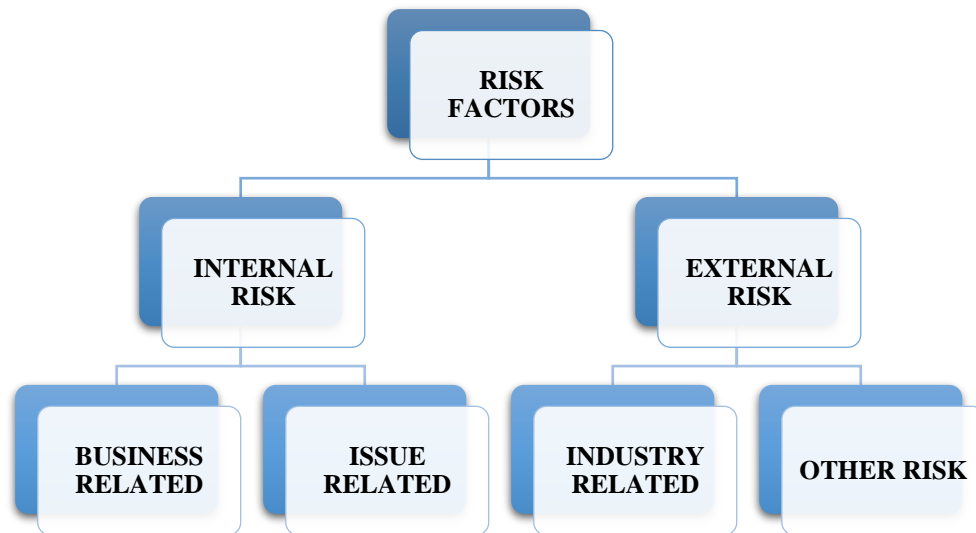 RISK
FACTORS
INTERNAL
RISK
EXTERNAL
RISK
BUSINESS
RELATED
ISSUE
RELATED
INDUSTRY
RELATED
OTHER RISK